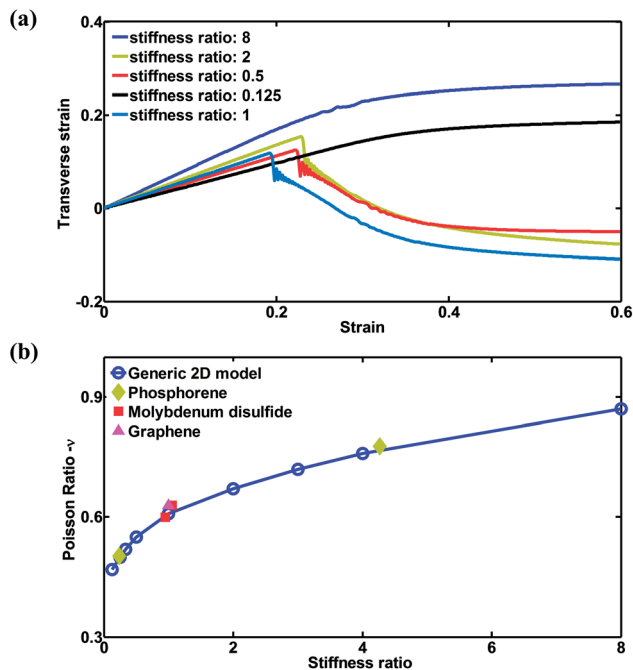 (a)
0.4
0.2
0
-0.2
Transverse strain
stiffness ratio: 8
stiffness ratio: 2
stiffness ratio: 0.5
stiffness ratio: 0.125
stiffness ratio: 1
0
0.2
0.4
0.6
Strain
(b)
0.9
0.6
0.3
Poisson Ratio -ν
Generic 2D model
Phosphorene
Molybdenum disulfide
Graphene
0
2
4
6
8
Stiffness ratio